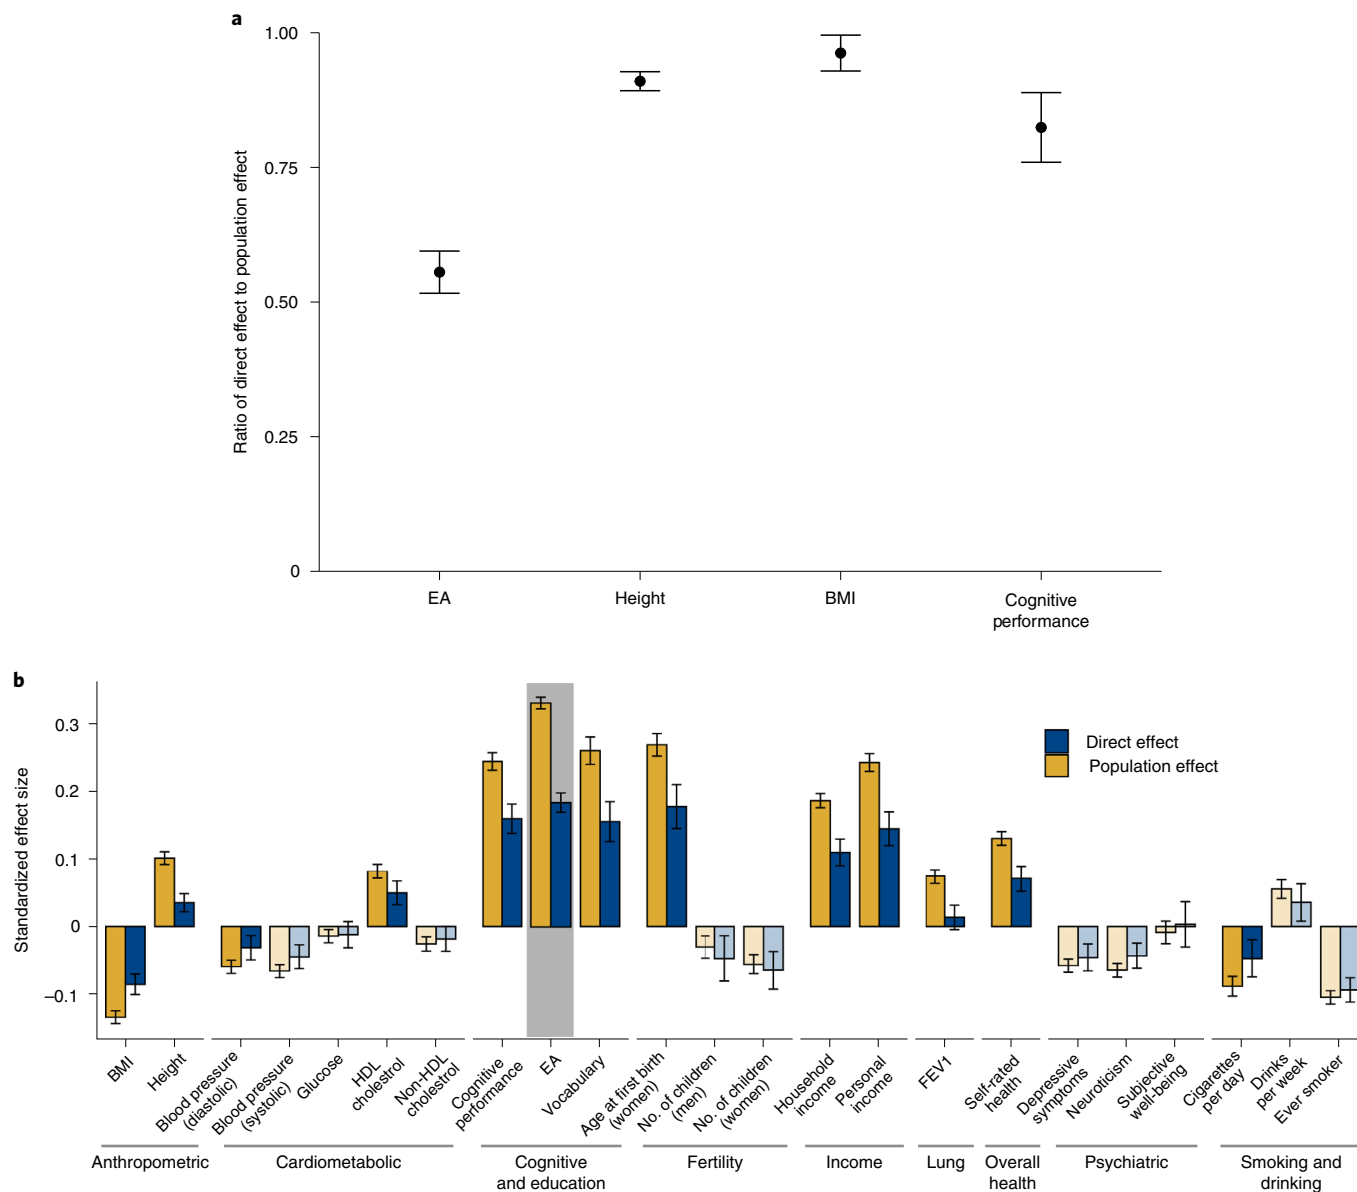 a
Ratio of direct effect to population effect
1.00
0.75
0.50
0.25
0
EA
Height
BMI
Cognitive
performance
b
Standardized effect size
0.3
0.2
0.1
0
–0.1
Direct effect
Population effect
BMI
Height
Blood pressure
(diastolic)
Blood pressure
(systolic)
Glucose
HDL
cholestrol
Non-HDL
cholestrol
Cognitive
performance
EA
Vocabulary
Age at first birth
(women)
No. of children
(men)
No. of children
(women)
Household
income
Personal
income
FEV1
Self-rated
health
Depressive
symptoms
Neuroticism
Subjective
well-being
Cigarettes
per day
Drinks
per week
Ever smoker
Anthropometric
Cardiometabolic
Cognitive
and education
Fertility
Income
Lung
Overall
health
Psychiatric
Smoking and
drinking